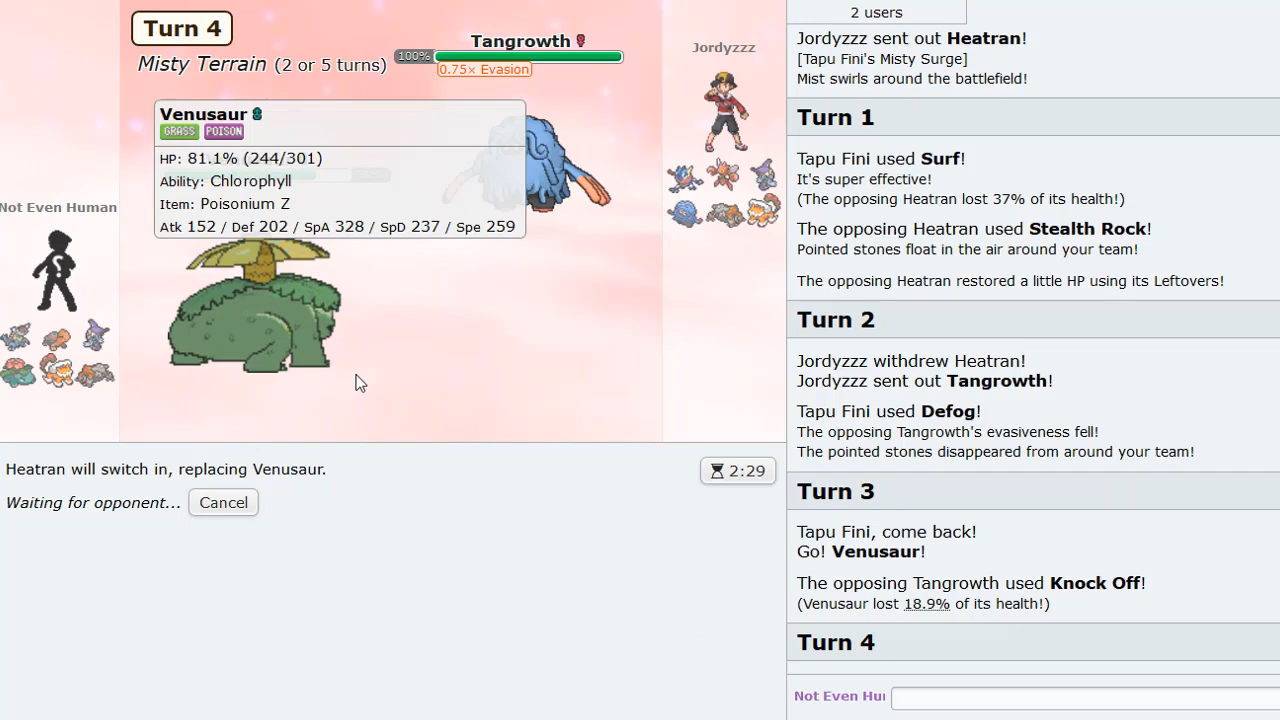 Turn 4
Misty Terrain (2 or 5 turns)
Tangrowth
100%
0.75× Evasion
Venusaur
GRASS POISON
HP: 81.1% (244/301)
Ability: Chlorophyll
Item: Poisonium Z
Atk 152 / Def 202 / SpA 328 / SpD 237 / Spe 259
Not Even Human
Jordyzzz
Heatran will switch in, replacing Venusaur.
Waiting for opponent... Cancel
2:29
2 users
Jordyzzz sent out Heatran!
[Tapu Fini's Misty Surge]
Mist swirls around the battlefield!
Turn 1
Tapu Fini used Surf!
It's super effective!
(The opposing Heatran lost 37% of its health!)
The opposing Heatran used Stealth Rock!
Pointed stones float in the air around your team!
The opposing Heatran restored a little HP using its Leftovers!
Turn 2
Jordyzzz withdrew Heatran!
Jordyzzz sent out Tangrowth!
Tapu Fini used Defog!
The opposing Tangrowth's evasiveness fell!
The pointed stones disappeared from around your team!
Turn 3
Tapu Fini, come back!
Go! Venusaur!
The opposing Tangrowth used Knock Off!
(Venusaur lost 18.9% of its health!)
Turn 4
Not Even Hu